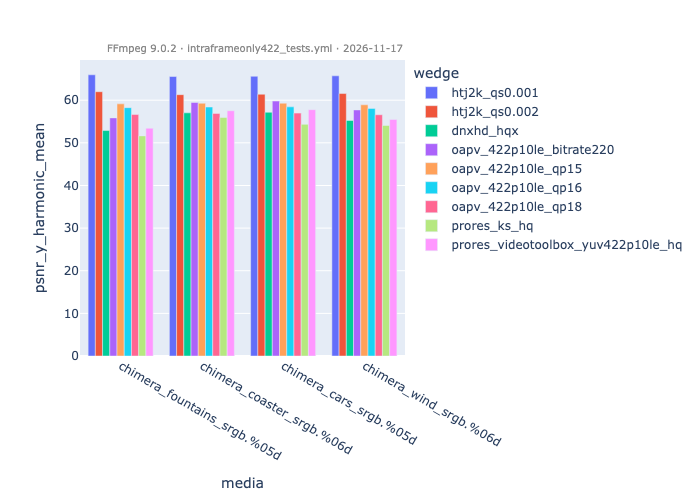 FFmpeg 9.0.2 · intraframeonly422_tests.yml · 2026-11-17
wedge
htj2k_qs0.001
htj2k_qs0.002
dnxhd_hqx
oapv_422p10le_bitrate220
oapv_422p10le_qp15
oapv_422p10le_qp16
oapv_422p10le_qp18
prores_ks_hq
prores_videotoolbox_yuv422p10le_hq
psnr_y_harmonic_mean
60
50
40
30
20
10
0
chimera_fountains_srgb.%05d
chimera_coaster_srgb.%06d
chimera_cars_srgb.%05d
chimera_wind_srgb.%06d
media